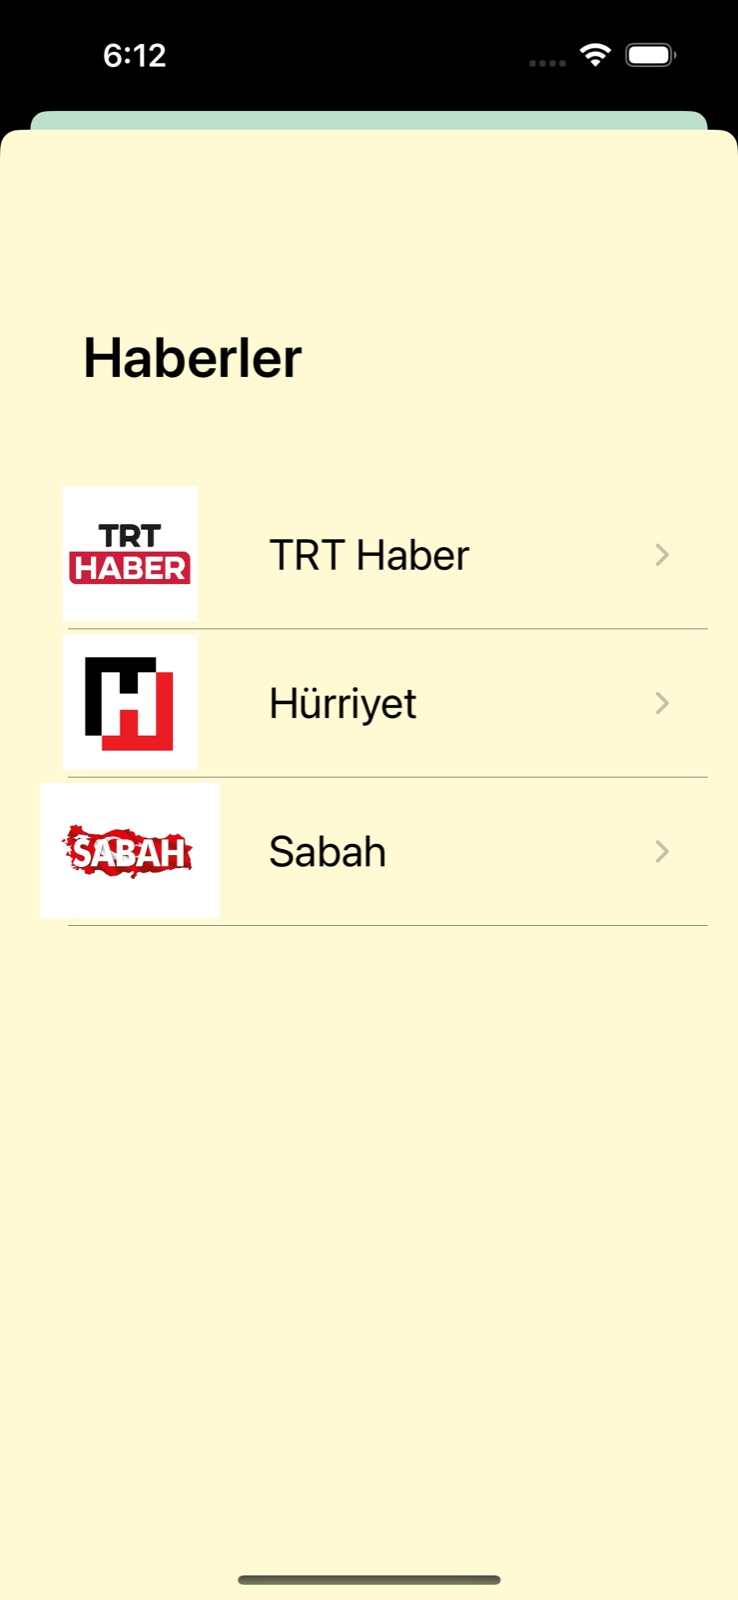 6:12
Haberler
TRT
HABER
TRT Haber
H
Hürriyet
SABAH
Sabah